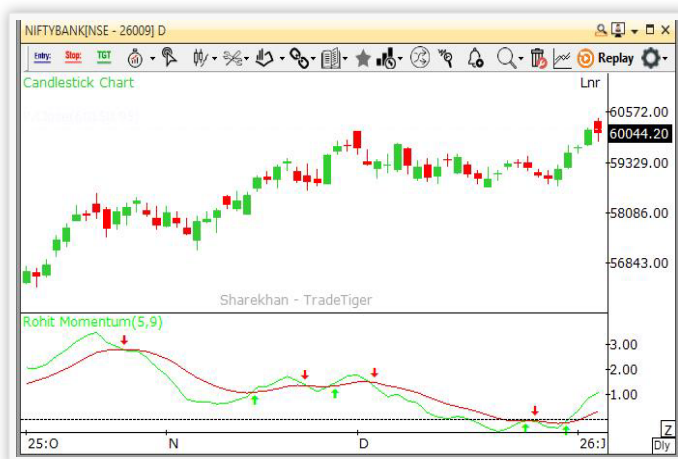 NIFTYBANK[NSE - 26009] D
Entry: Stop: TGT Replay
Candlestick Chart Lnr
60572.00
60044.20
59329.00
58086.00
56843.00
Sharekhan - TradeTiger
Rohit Momentum(5,9)
3.00
2.00
1.00
Z
25:O N D 26:J Dly